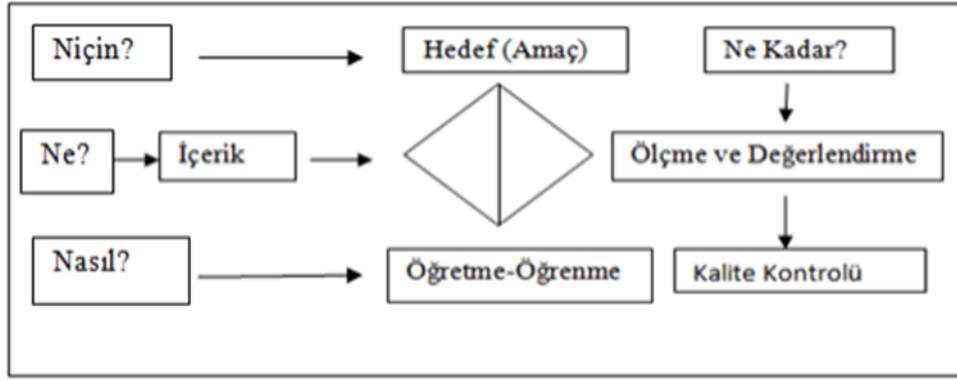 Niçin?
Hedef (Amaç)
Ne Kadar?
Ne?
İçerik
Ölçme ve Değerlendirme
Nasıl?
Öğretme-Öğrenme
Kalite Kontrolü